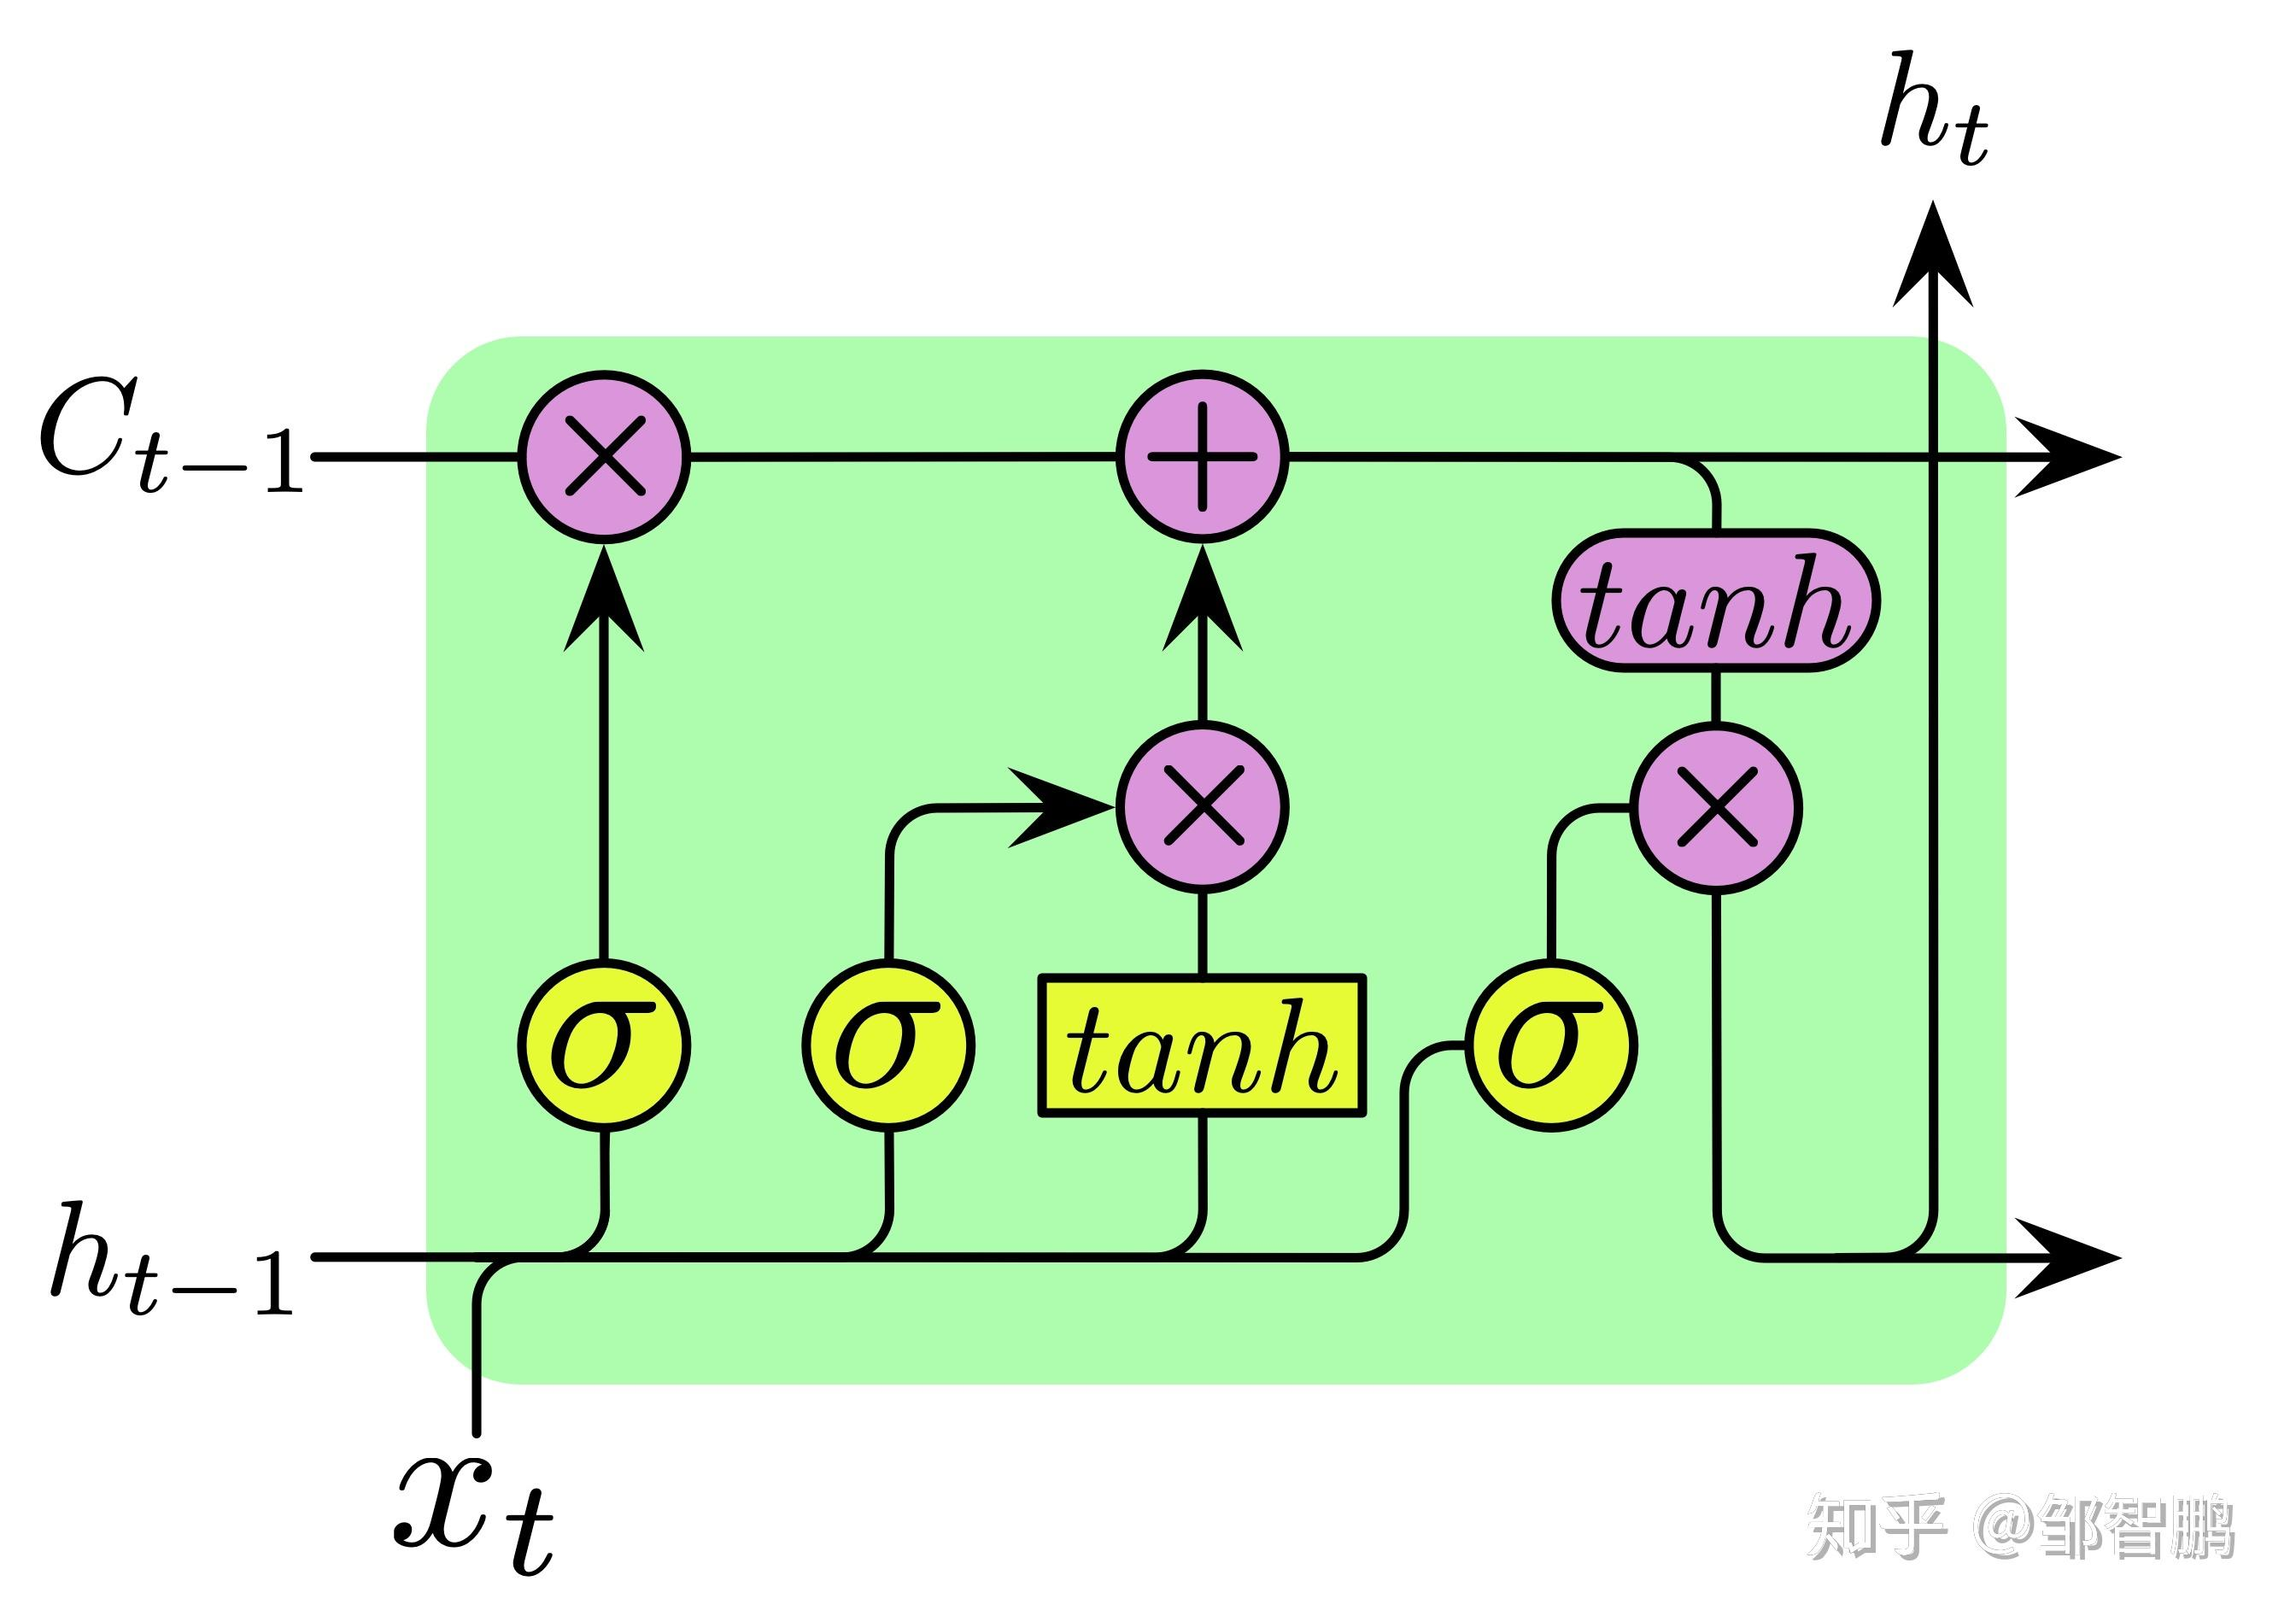 h_t
C_{t-1}
× +
tanh
× ×
σ σ tanh σ
h_{t-1}
x_t
知乎 @邹智鹏